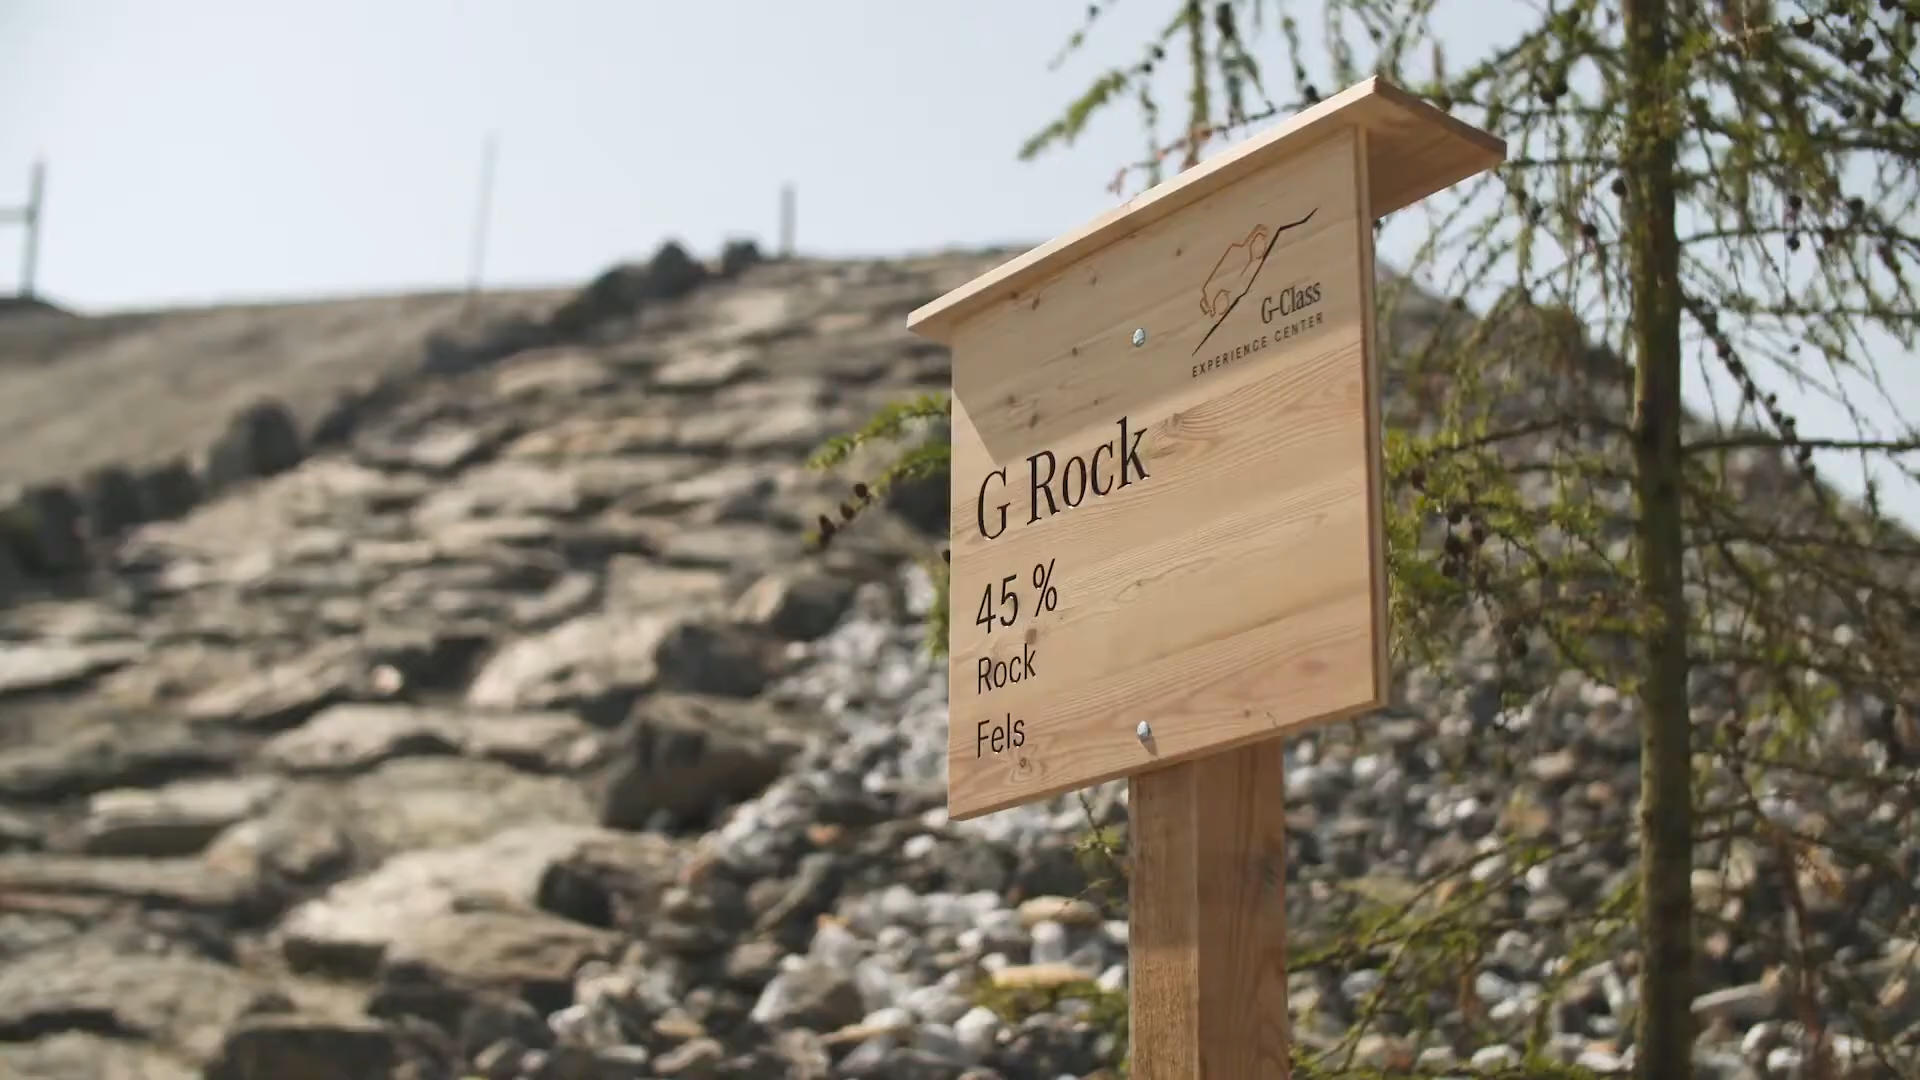 G-Class
EXPERIENCE CENTER
G Rock
45 %
Rock
Fels